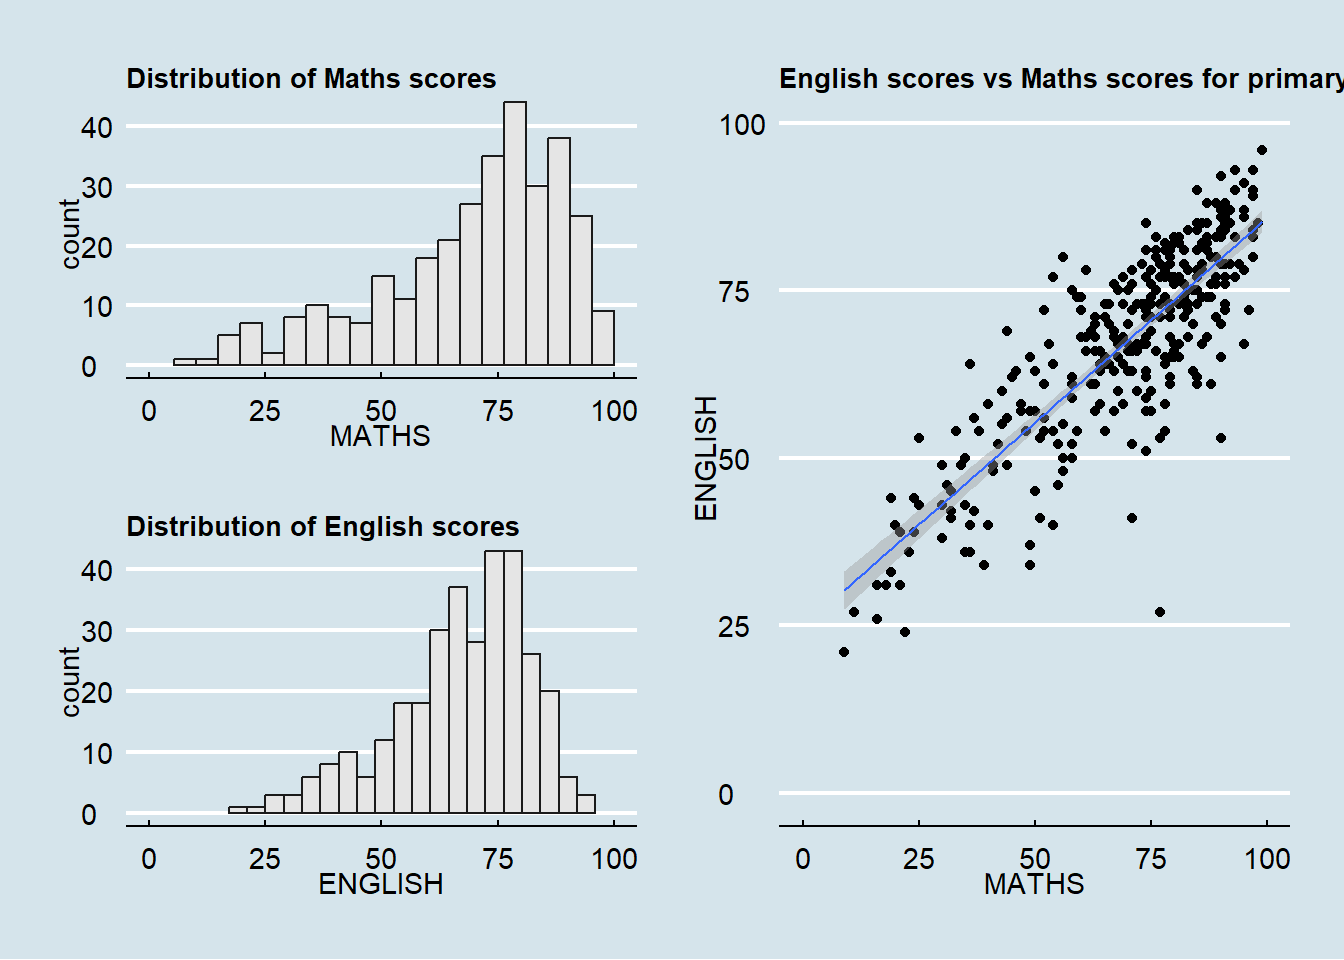 Distribution of Maths scores
40
30
20
10
0
count
0 25 50 75 100
MATHS
Distribution of English scores
40
30
20
10
0
count
0 25 50 75 100
ENGLISH
English scores vs Maths scores for primary
100
75
50
25
0
ENGLISH
0 25 50 75 100
MATHS